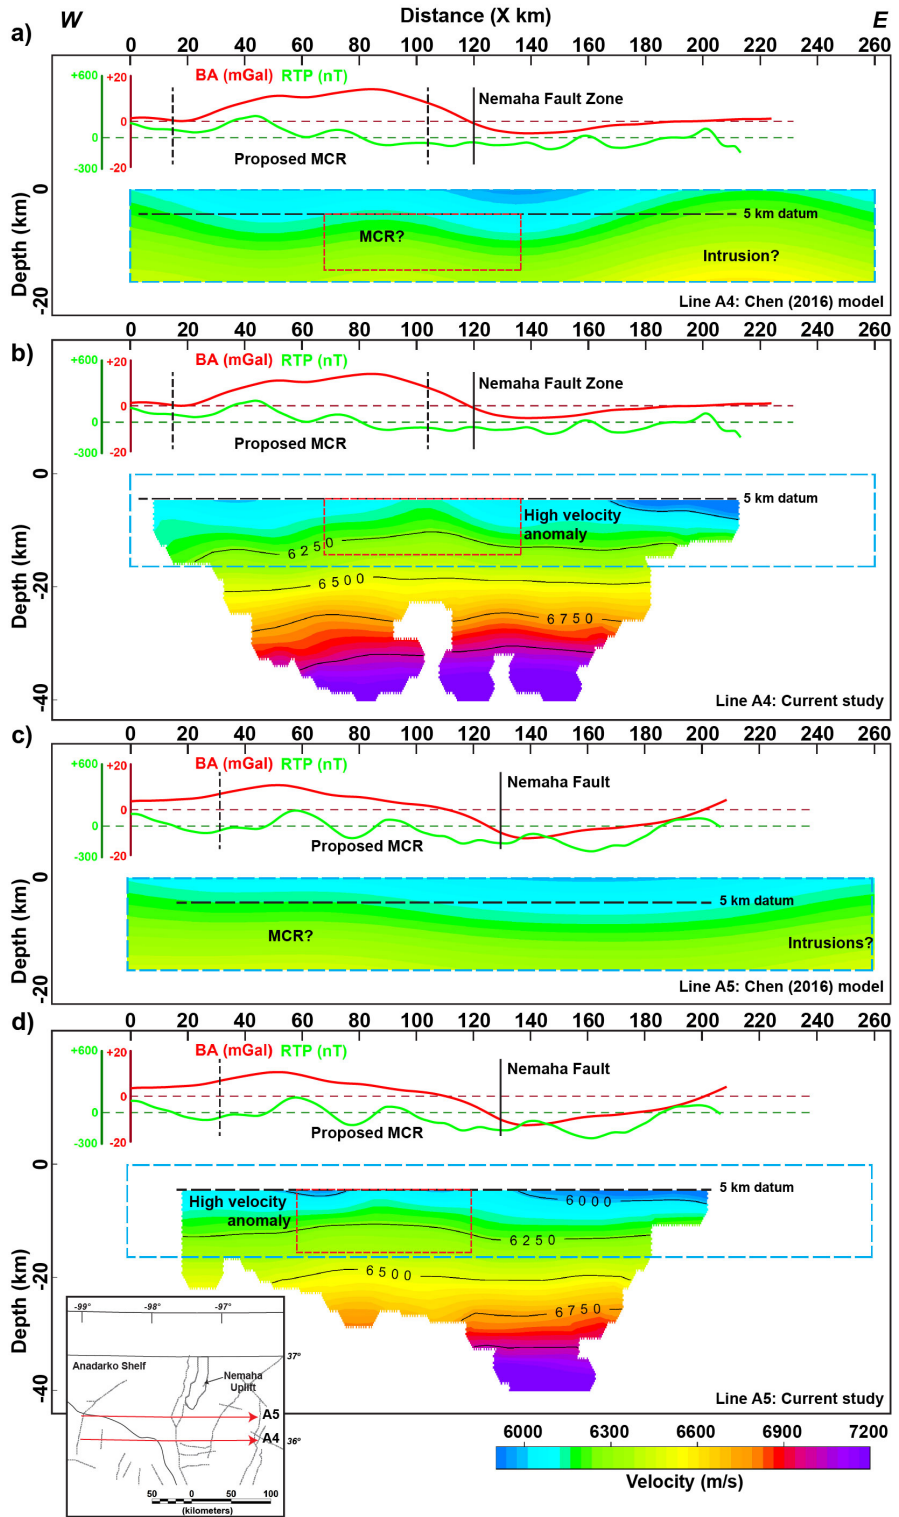 W Distance (X km) E
a)
0 20 40 60 80 100 120 140 160 180 200 220 240 260
+600 +20 BA (mGal) RTP (nT)
Nemaha Fault Zone
0 0
-300 -20 Proposed MCR
0
5 km datum
MCR?
Intrusion?
Depth (km)
-20
Line A4: Chen (2016) model
0 20 40 60 80 100 120 140 160 180 200 220 240 260
b)
+600 +20 BA (mGal) RTP (nT)
Nemaha Fault Zone
0 0
-300 -20 Proposed MCR
0
5 km datum
High velocity
anomaly
6250
6500
-20
6750
Depth (km)
-40
Line A4: Current study
c)
0 20 40 60 80 100 120 140 160 180 200 220 240 260
+600 +20 BA (mGal) RTP (nT)
Nemaha Fault
0 0
-300 -20 Proposed MCR
0
5 km datum
MCR?
Intrusions?
Depth (km)
-20
Line A5: Chen (2016) model
d)
0 20 40 60 80 100 120 140 160 180 200 220 240 260
+600 +20 BA (mGal) RTP (nT)
Nemaha Fault
0 0
-300 -20 Proposed MCR
0
5 km datum
High velocity
anomaly
6000
6250
6500
-20
6750
Depth (km)
-40
Line A5: Current study
-99° -98° -97°
37°
Anadarko Shelf
Nemaha
Uplift
A5
A4 36°
50 0 50 100
(kilometers)
6000 6300 6600 6900 7200
Velocity (m/s)